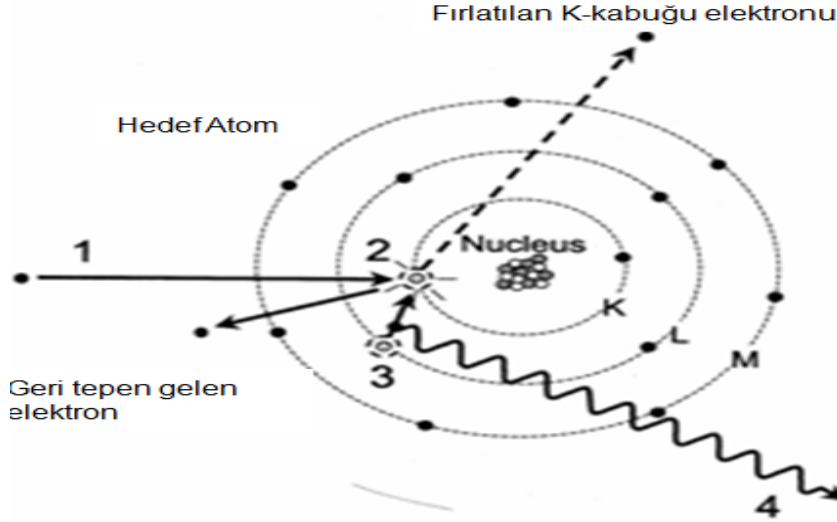 Fırlatılan K-kabuğu elektronu
Hedef Atom
1
2
Nucleus
K
L
M
3
Geri tepen gelen
elektron
4